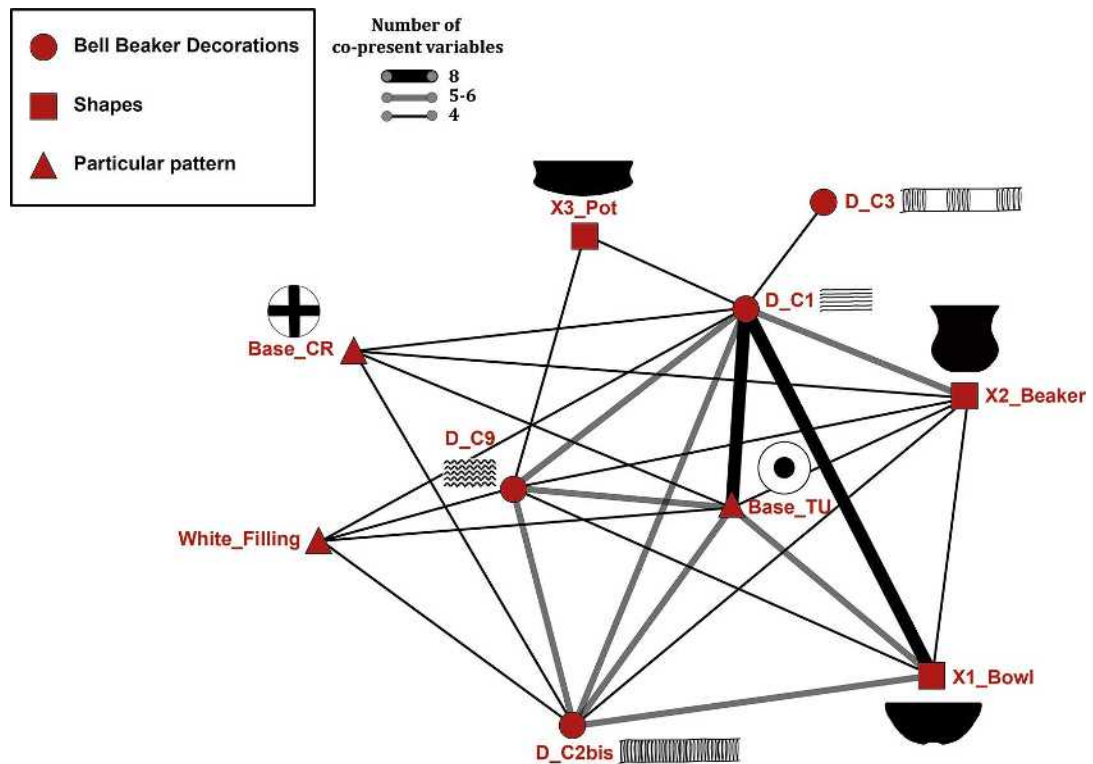 Bell Beaker Decorations
Shapes
Particular pattern
Number of
co-present variables
8
5-6
4
X3_Pot
D_C3
D_C1
Base_CR
X2_Beaker
D_C9
Base_TU
White_Filling
X1_Bowl
D_C2bis